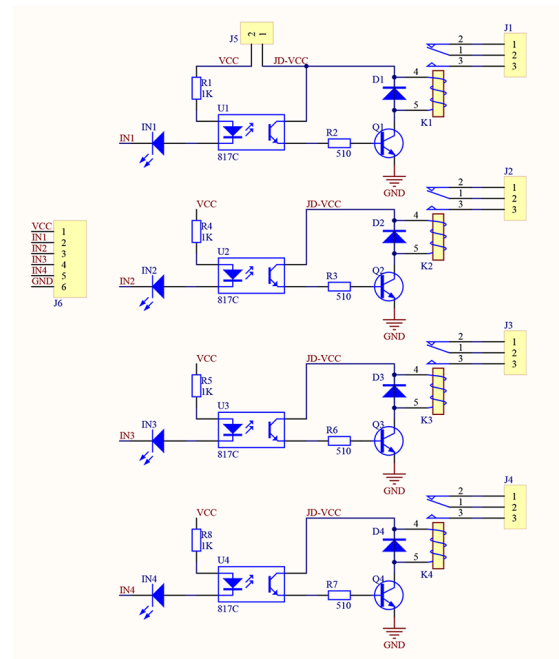 J1
J5
2 1
2
1
3
1
2
3
VCC
JD-VCC
R1
1K
D1
4
5
K1
U1
IN1
IN1
817C
R2
510
Q1
GND
J2
2
1
3
1
2
3
VCC
JD-VCC
R4
1K
D2
4
5
K2
U2
IN2
IN2
817C
R3
510
Q2
GND
VCC
IN1
IN2
IN3
IN4
GND
1
2
3
4
5
6
J6
J3
2
1
3
1
2
3
VCC
JD-VCC
R5
1K
D3
4
5
K3
U3
IN3
IN3
817C
R6
510
Q3
GND
J4
2
1
3
1
2
3
VCC
JD-VCC
R8
1K
D4
4
5
K4
U4
IN4
IN4
817C
R7
510
Q4
GND